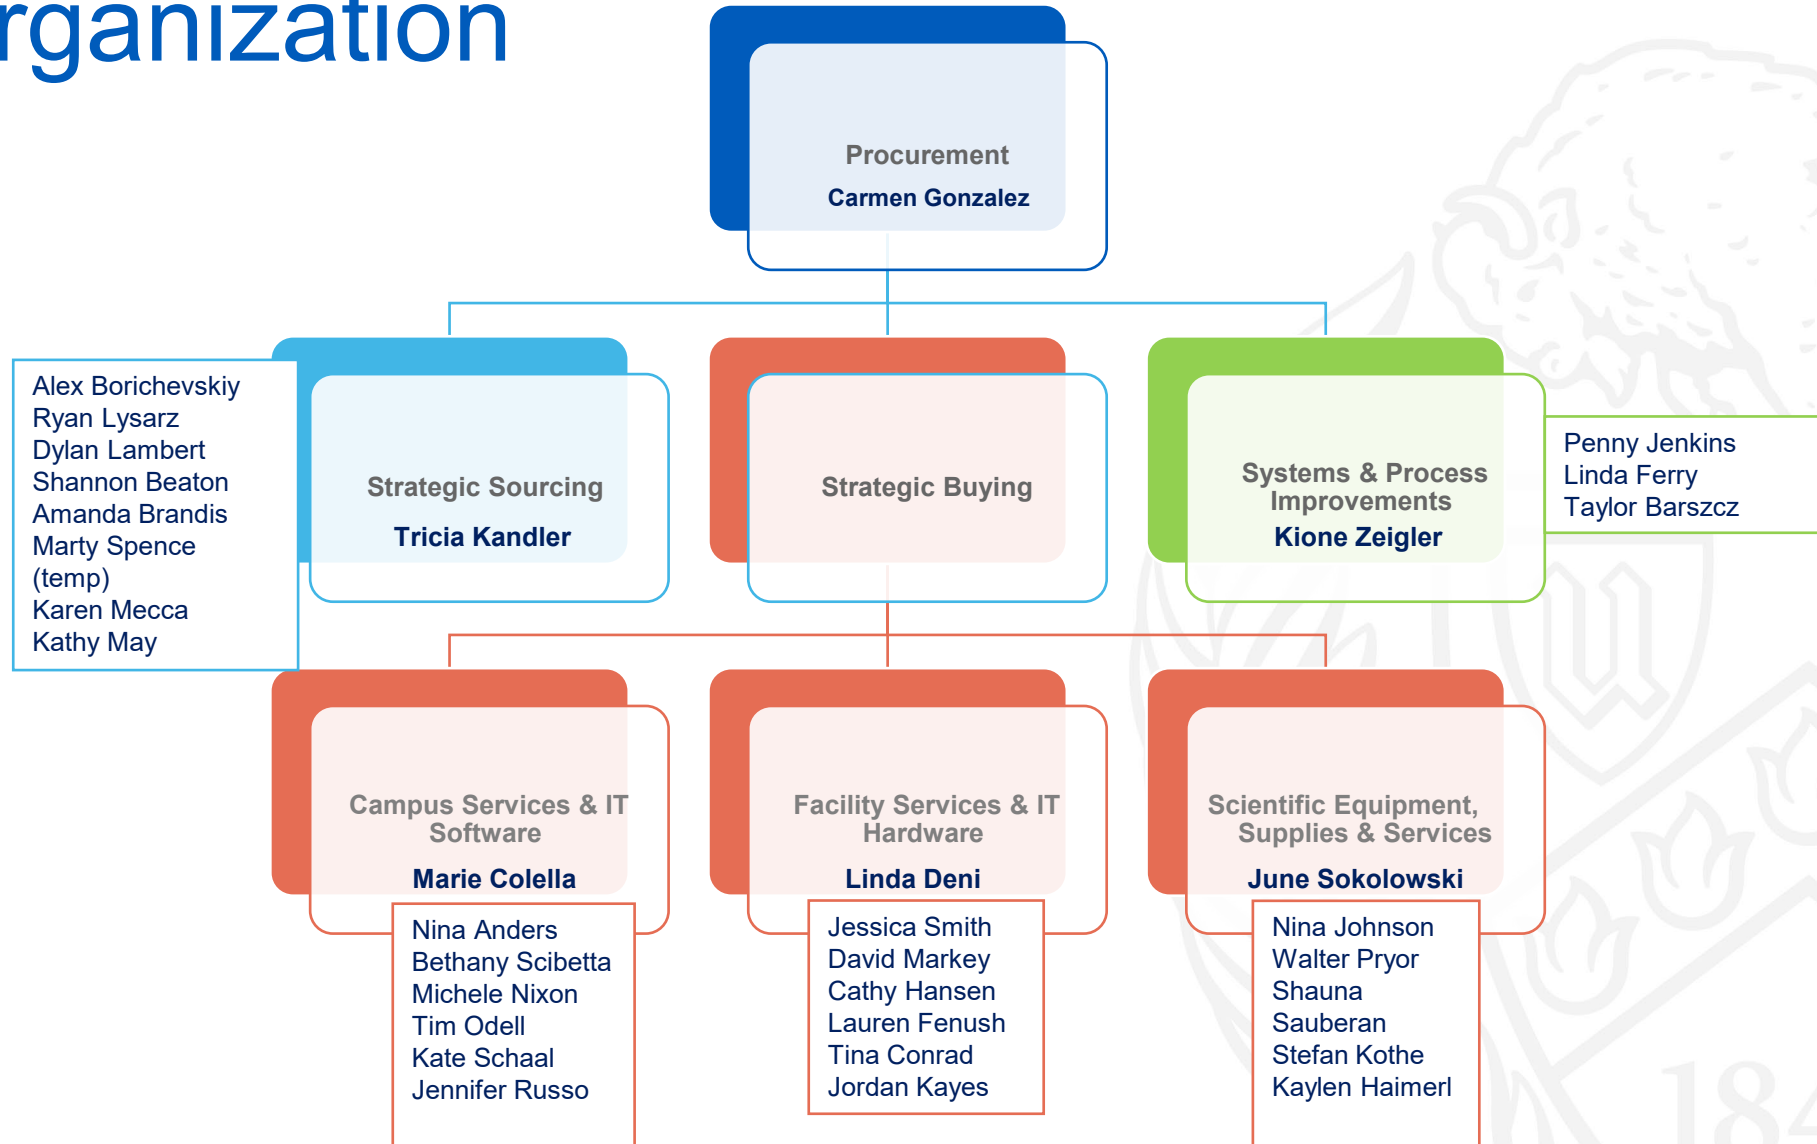 rganization
Procurement
Carmen Gonzalez
Alex Borichevskiy
Ryan Lysarz
Dylan Lambert
Shannon Beaton
Amanda Brandis
Marty Spence
(temp)
Karen Mecca
Kathy May
Strategic Sourcing
Tricia Kandler
Strategic Buying
Systems & Process
Improvements
Kione Zeigler
Penny Jenkins
Linda Ferry
Taylor Barszcz
Campus Services & IT
Software
Marie Colella
Nina Anders
Bethany Scibetta
Michele Nixon
Tim Odell
Kate Schaal
Jennifer Russo
Facility Services & IT
Hardware
Linda Deni
Jessica Smith
David Markey
Cathy Hansen
Lauren Fenush
Tina Conrad
Jordan Kayes
Scientific Equipment,
Supplies & Services
June Sokolowski
Nina Johnson
Walter Pryor
Shauna
Sauberan
Stefan Kothe
Kaylen Haimerl
184